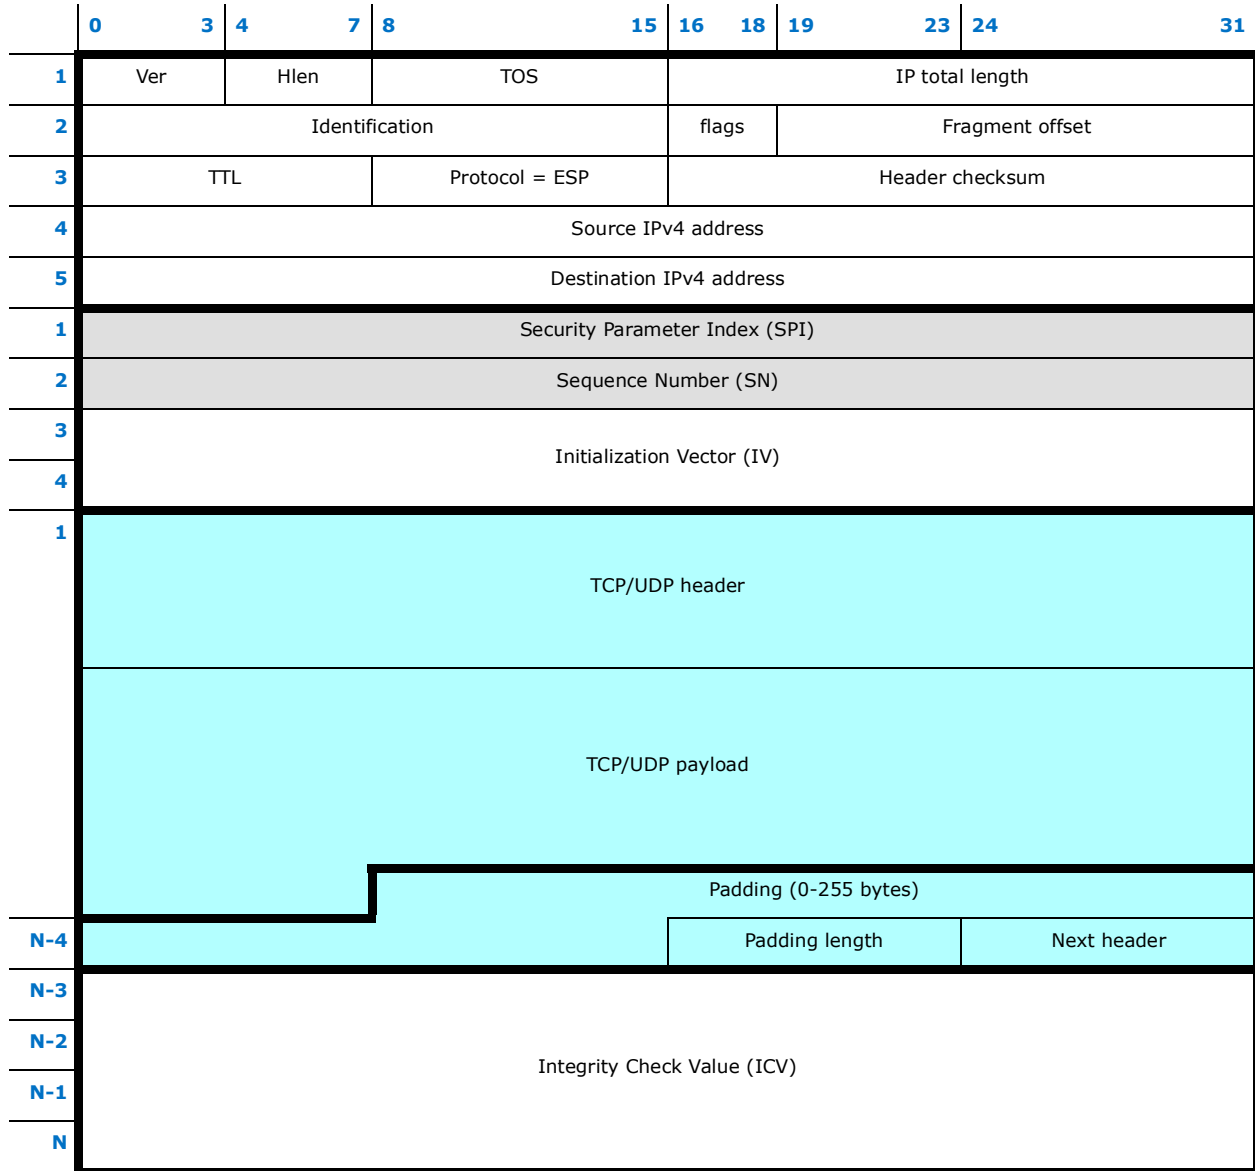 0 3 4 7 8 15 16 18 19 23 24 31
1 Ver Hlen TOS IP total length
2 Identification flags Fragment offset
3 TTL Protocol = ESP Header checksum
4 Source IPv4 address
5 Destination IPv4 address
1 Security Parameter Index (SPI)
2 Sequence Number (SN)
3
Initialization Vector (IV)
4
1
TCP/UDP header
TCP/UDP payload
Padding (0-255 bytes)
N-4 Padding length Next header
N-3
N-2
Integrity Check Value (ICV)
N-1
N